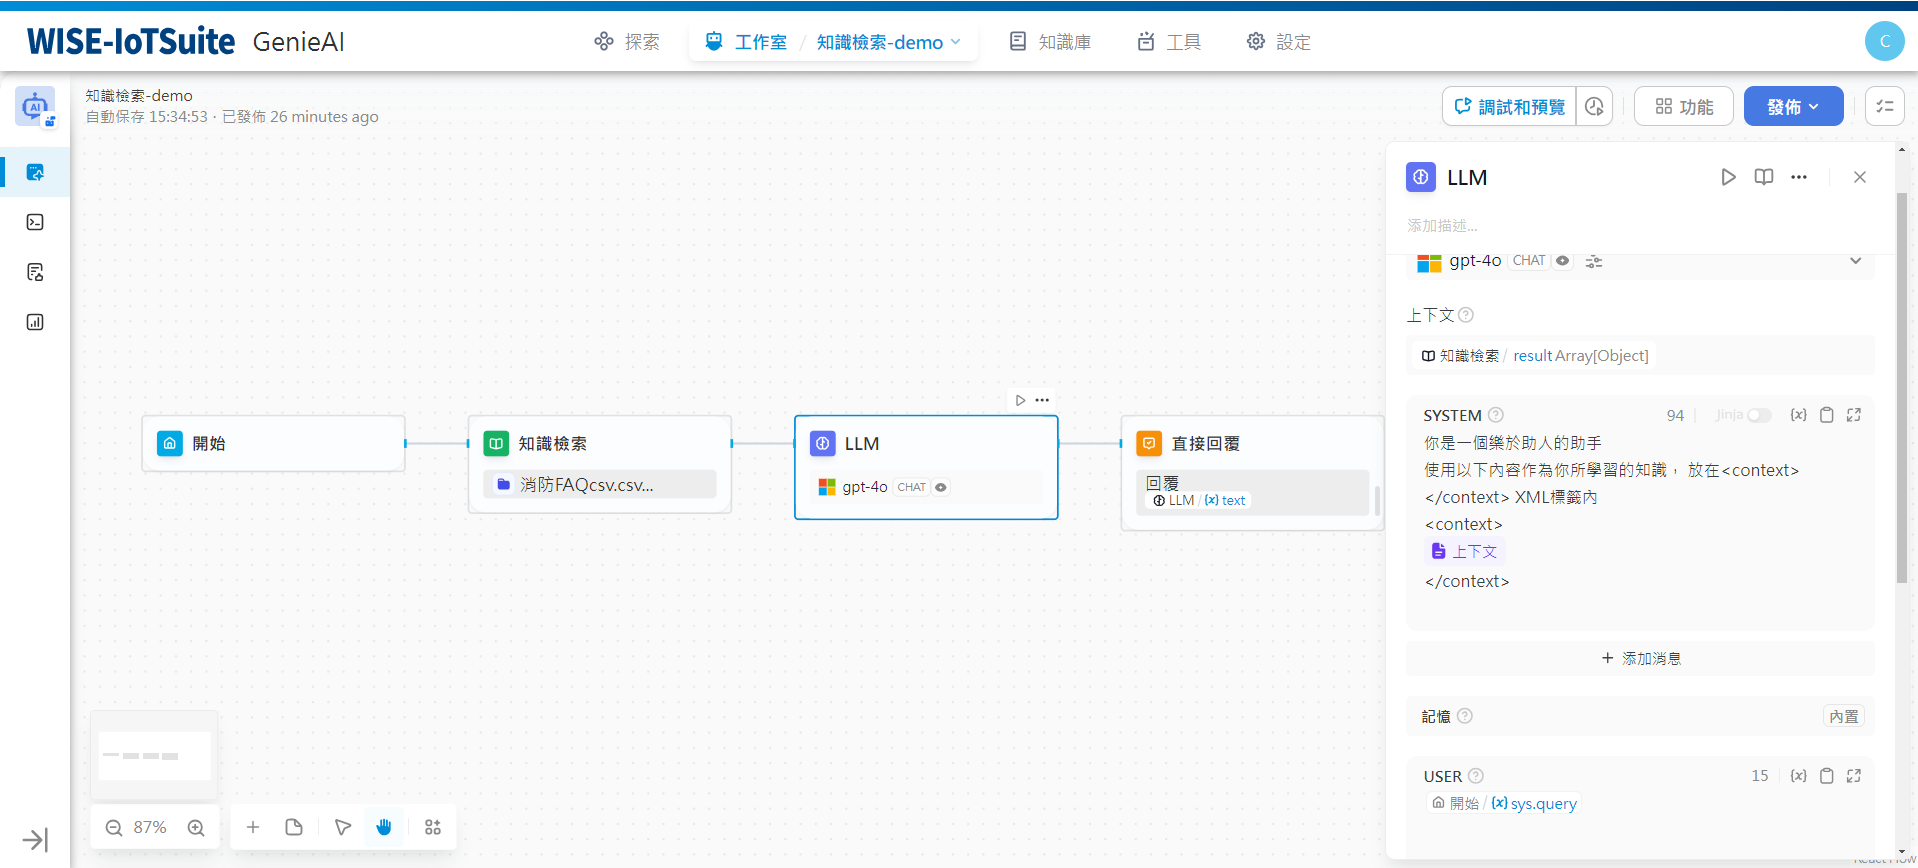 WISE-IoTSuite GenieAI
探索
工作室 / 知識檢索-demo
知識庫
工具
設定
C
知識檢索-demo
自動保存 15:34:53 · 已發佈 26 minutes ago
調試和預覽
功能
發佈
開始
知識檢索
消防FAQcsv.csv...
LLM
gpt-4o CHAT
直接回覆
回覆
LLM / {x} text
87%
LLM
添加描述...
gpt-4o CHAT
上下文
知識檢索 / result Array[Object]
SYSTEM 94 Jinja {x}
你是一個樂於助人的助手
使用以下內容作為你所學習的知識， 放在<context>
</context> XML標籤內
<context>
上下文
</context>
+ 添加消息
記憶 內置
USER 15 {x}
開始 / {x} sys.query
React Flow